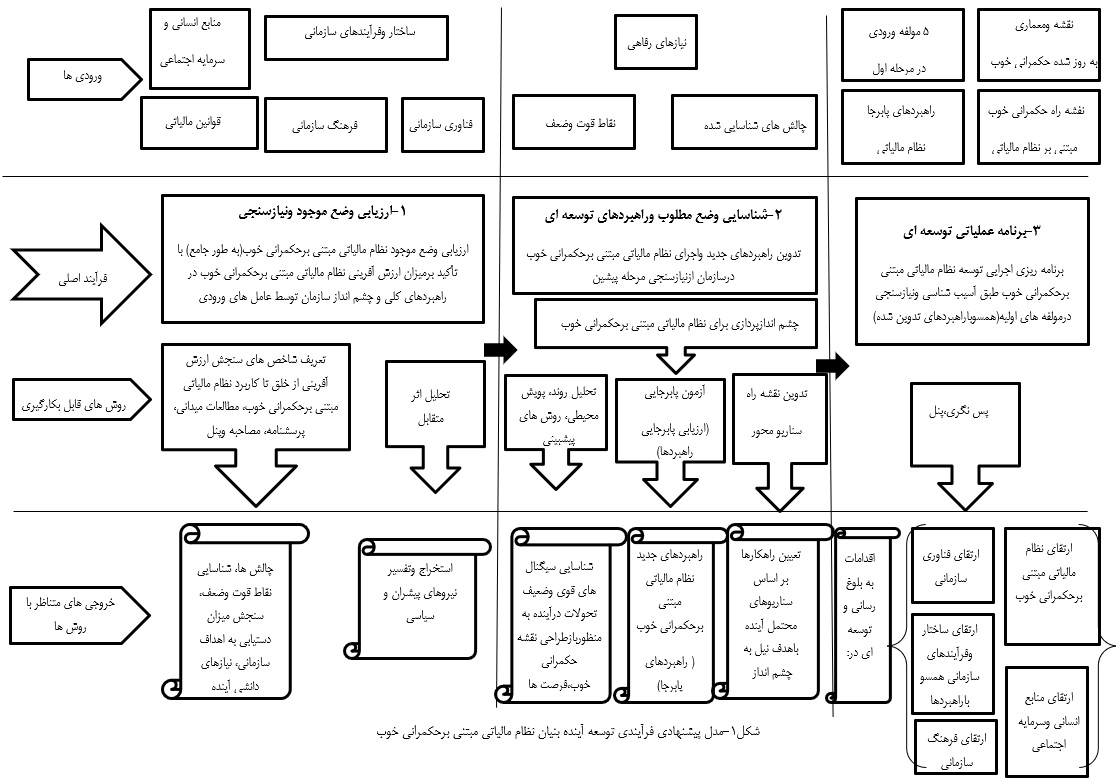 ورودی ها
منابع انسانی و
سرمایه اجتماعی
ساختار وفرآیندهای سازمانی
قوانین مالیاتی
فرهنگ سازمانی
فناوری سازمانی
نیازهای رقاهی
نقاط قوت وضعف
چالش های شناسایی شده
۵ مولفه ورودی
در مرحله اول
نقشه ومعماری
به روز شده حکمرانی خوب
راهبردهای پابرجا
نظام مالیاتی
نفشه راه حکمرانی خوب
مبتنی بر نظام مالیاتی
فرآیند اصلی
۱-ارزیابی وضع موجود ونیازسنجی
ارزیابی وضع موجود نظام مالیاتی مبتنی برحکمرانی خوب(به طور جامع) با
تأکید برمیزان ارزش آفرینی نظام مالیاتی مبتنی برحکمرانی خوب در
راهبردهای کلی و چشم انداز سازمان توسط عامل های ورودی
۲-شناسایی وضع مطلوب وراهبردهای توسعه ای
تدوین راهبردهای جدید واجرای نظام مالیاتی مبتنی برحکمرانی خوب
درسازمان ازنیازسنجی مرحله پیشین
چشم اندازپردازی برای نظام مالیاتی مبتنی برحکمرانی خوب
۳-برنامه عملیاتی توسعه ای
برنامه ریزی اجرایی توسعه نظام مالیاتی مبتنی
برحکمرانی خوب طبق آسیب شناسی ونیازسنجی
درمولفه های اولیه(همسوباراهبردهای تدوین شده)
روش های قابل بکارگیری
تعریف شاخص های سنجش ارزش
آفرینی از خلق تا کاربرد نظام مالیاتی
مبتنی برحکمرانی خوب، مطالعات میدانی،
پرسشنامه، مصاحبه وپنل
تحلیل اثر
متقابل
تحلیل روند، پویش
محیطی، روش های
پیشبینی
آزمون پابرجایی
(ارزیابی پابرجایی
راهبردها)
تدوین نقشه راه
سناریو محور
پس نگری،پنل
خروجی های متناظر با
روش ها
چالش ها، شناسایی
نقاط قوت وضعف،
سنجش میزان
دستیابی به اهداف
سازمانی، نیازهای
دانشی آینده
استخراج وتفسیر
نیروهای پیشران و
سیاسی
شناسایی سیگنال
های قوی وضعیف
تحولات درآینده به
منظوربازطراحی نقشه
حکمرانی
خوب،فرصت ها
راهبردهای جدید
نظام مالیاتی
مبتنی
برحکمرانی خوب
( راهبردهای
پابرجا)
تعیین راهکارها
بر اساس
سناریوهای
محتمل آینده
باهدف نیل به
چشم انداز
اقدامات
به بلوغ
رسانی و
توسعه
ای در:
ارتقای فناوری
سازمانی
ارتقای ساختار
وفرآیندهای
سازمانی همسو
باراهبردها
ارتقای فرهنگ
سازمانی
ارتقای نظام
مالیاتی مبتنی
برحکمرانی خوب
ارتقای منابع
انسانی وسرمایه
اجتماعی
شکل۱-مدل پیشنهادی فرآیندی توسعه آینده بنیان نظام مالیاتی مبتنی برحکمرانی خوب